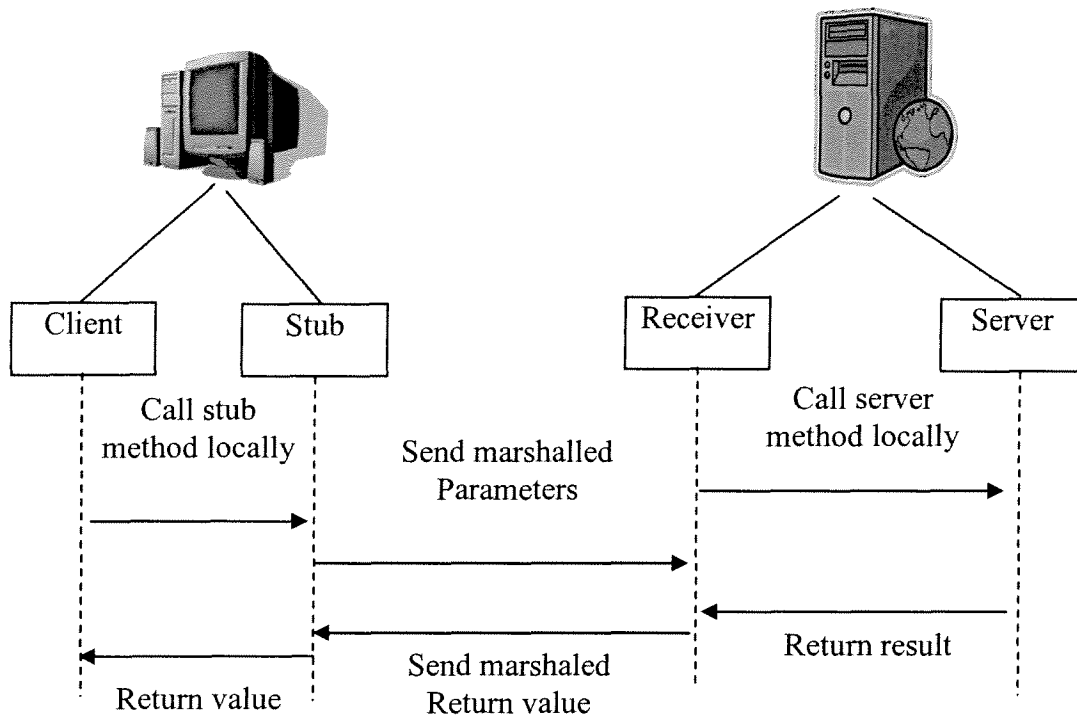 Client
Stub
Receiver
Server
Call stub
method locally
Send marshalled
Parameters
Call server
method locally
Return value
Send marshaled
Return value
Return result